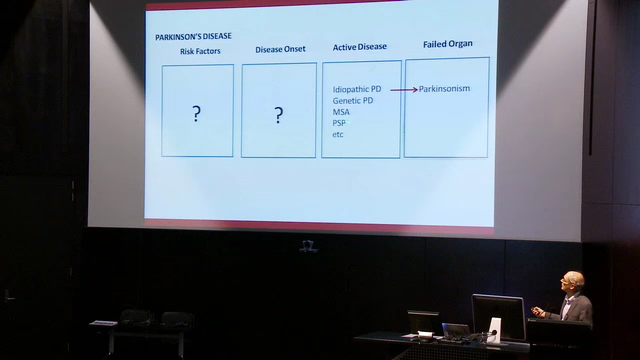 PARKINSON'S DISEASE
Risk Factors
Disease Onset
Active Disease
Failed Organ
?
?
Idiopathic PD
Genetic PD
MSA
PSP
etc
Parkinsonism